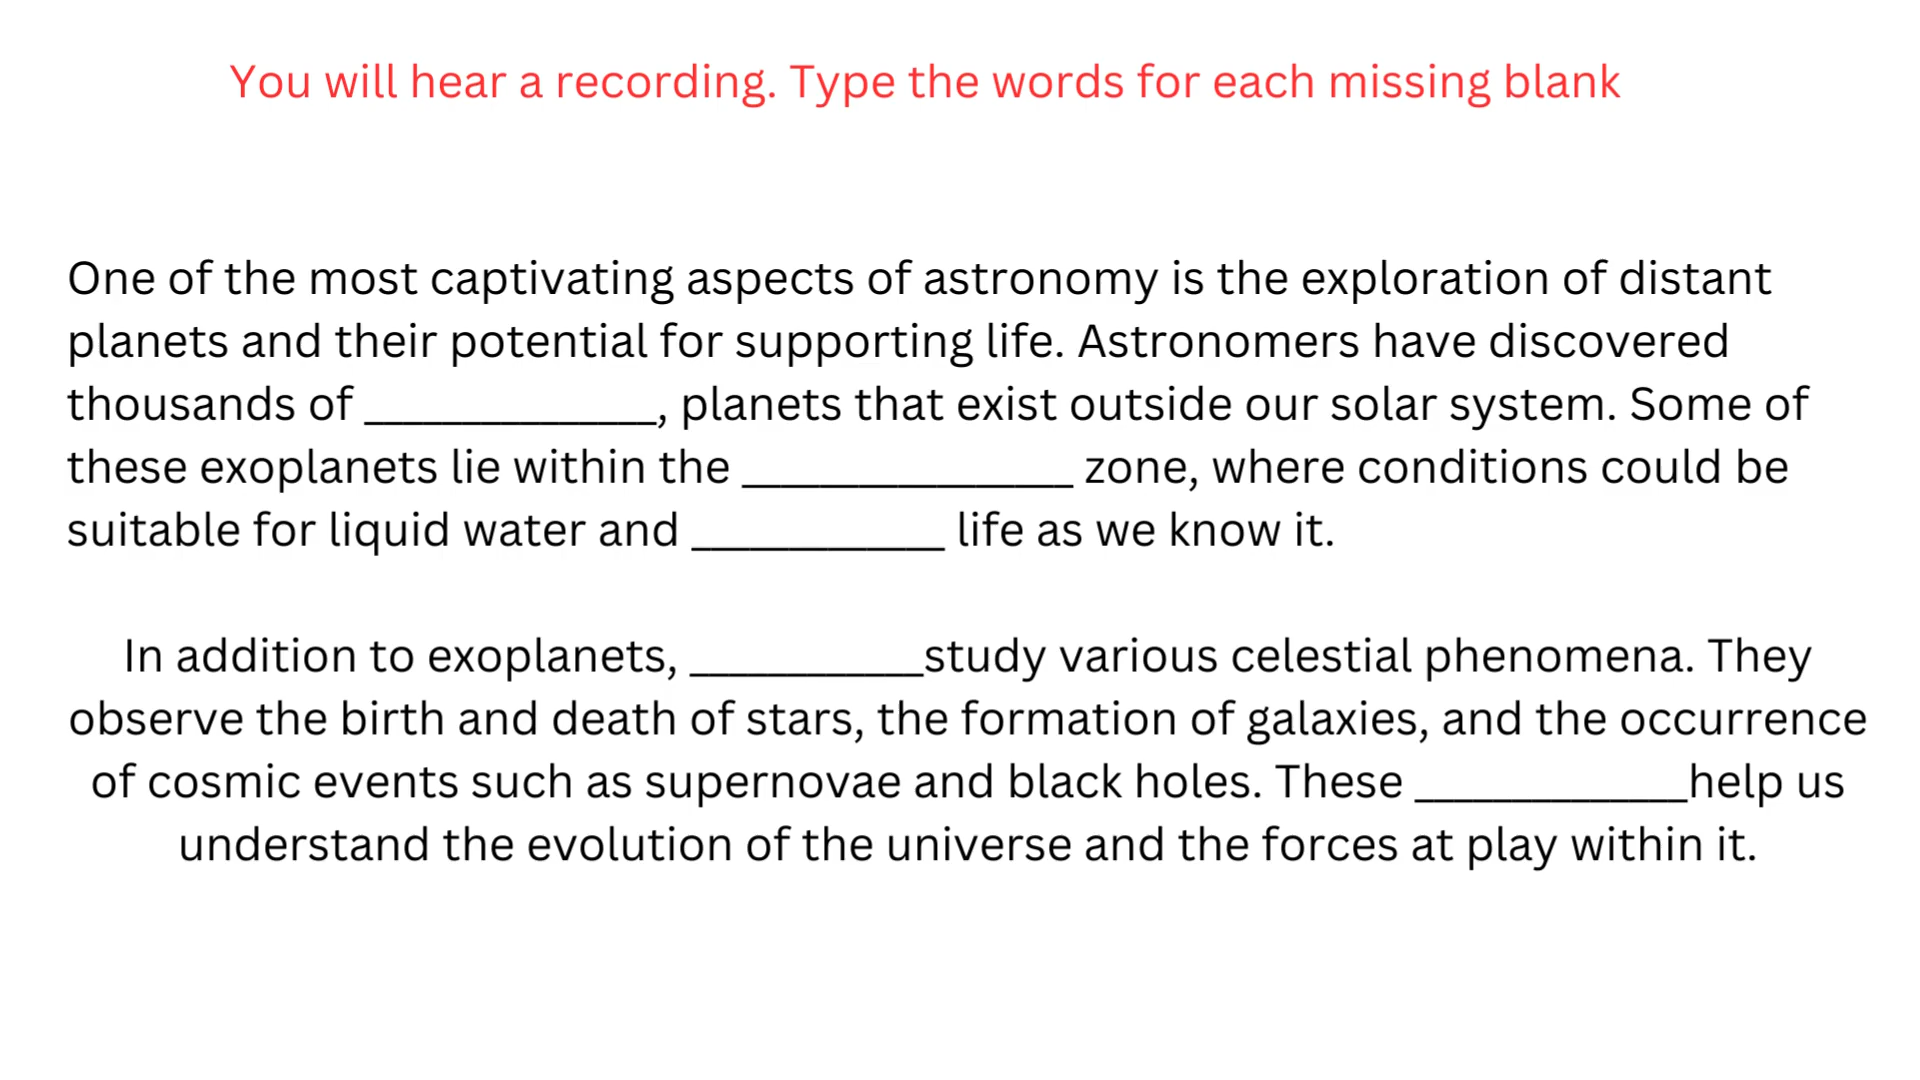 You will hear a recording. Type the words for each missing blank
One of the most captivating aspects of astronomy is the exploration of distant
planets and their potential for supporting life. Astronomers have discovered
thousands of _______________, planets that exist outside our solar system. Some of
these exoplanets lie within the _________________ zone, where conditions could be
suitable for liquid water and _____________ life as we know it.
In addition to exoplanets, ____________study various celestial phenomena. They
observe the birth and death of stars, the formation of galaxies, and the occurrence
of cosmic events such as supernovae and black holes. These ______________help us
understand the evolution of the universe and the forces at play within it.